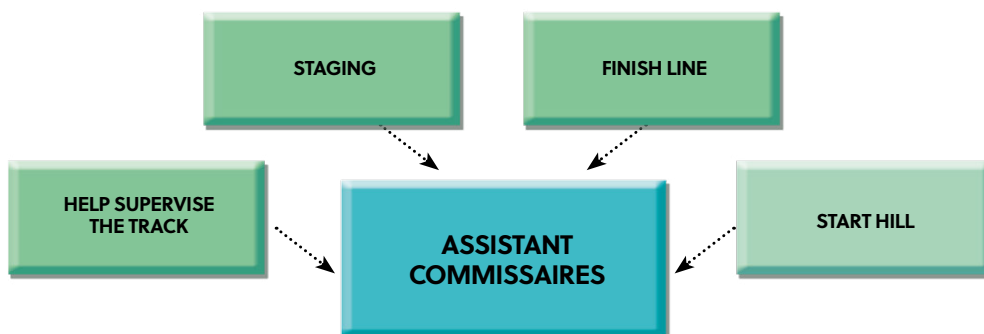 STAGING
FINISH LINE
HELP SUPERVISE
THE TRACK
ASSISTANT
COMMISSAIRES
START HILL